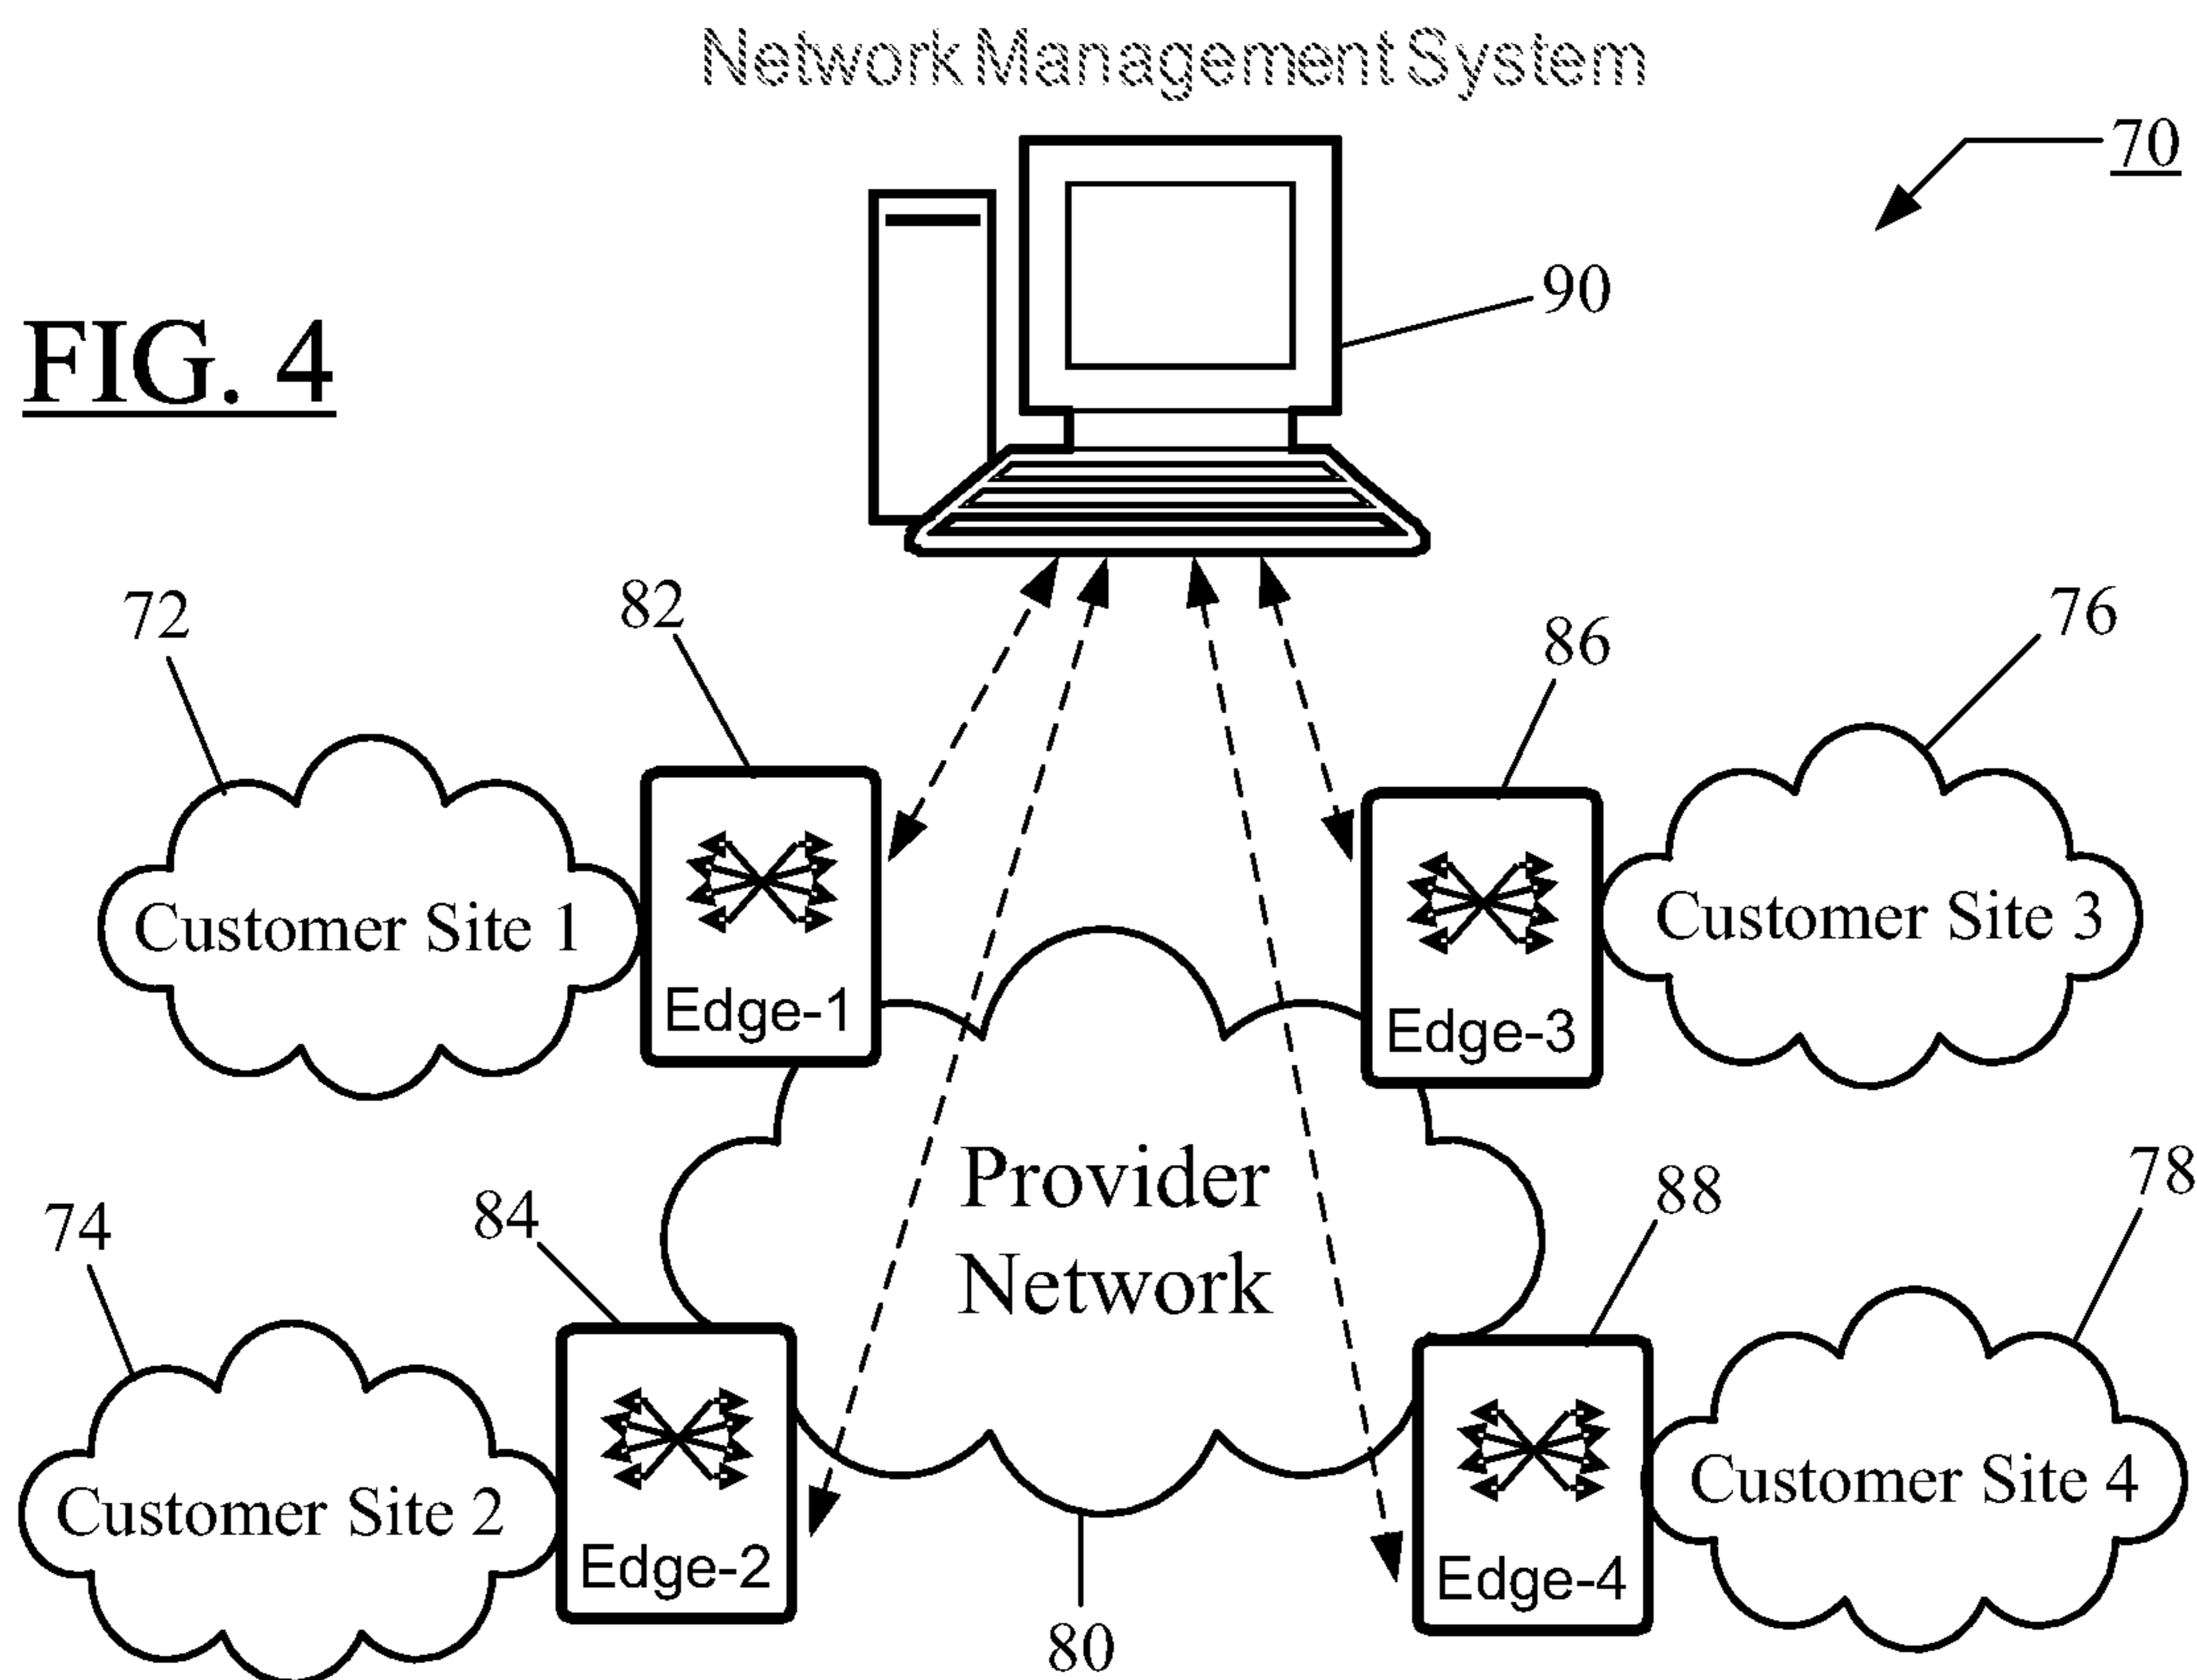 Network Management System
70
90
FIG. 4
72
82
86
76
Customer Site 1
Edge-1
Customer Site 3
Edge-3
Provider
Network
74
84
88
78
Customer Site 2
Edge-2
Customer Site 4
Edge-4
80